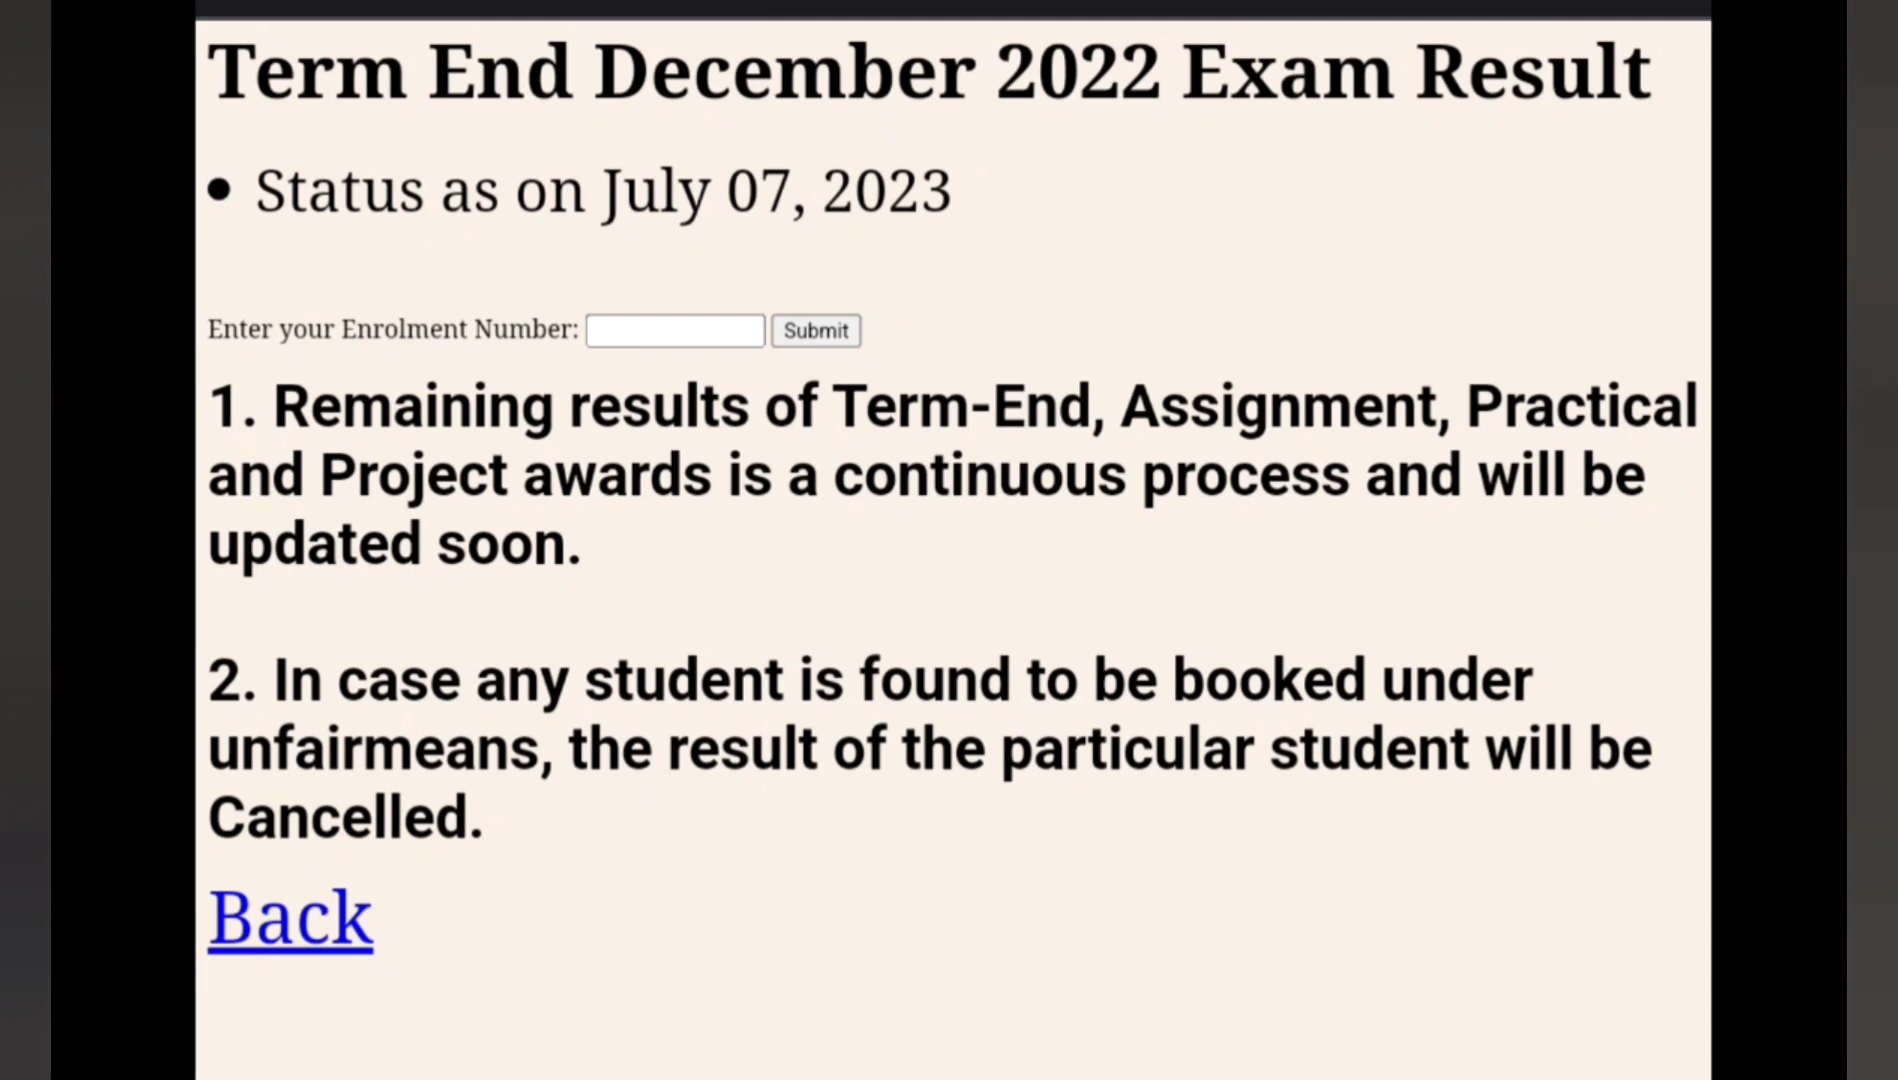 Term End December 2022 Exam Result
• Status as on July 07, 2023
Enter your Enrolment Number: Submit
1. Remaining results of Term-End, Assignment, Practical
and Project awards is a continuous process and will be
updated soon.
2. In case any student is found to be booked under
unfairmeans, the result of the particular student will be
Cancelled.
Back